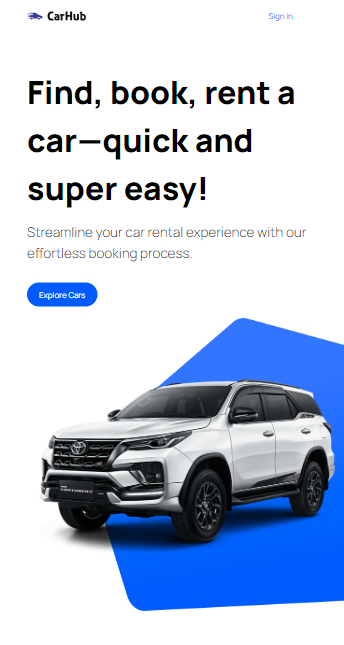 CarHub
Sign in
Find, book, rent a
car—quick and
super easy!
Streamline your car rental experience with our
effortless booking process.
Explore Cars